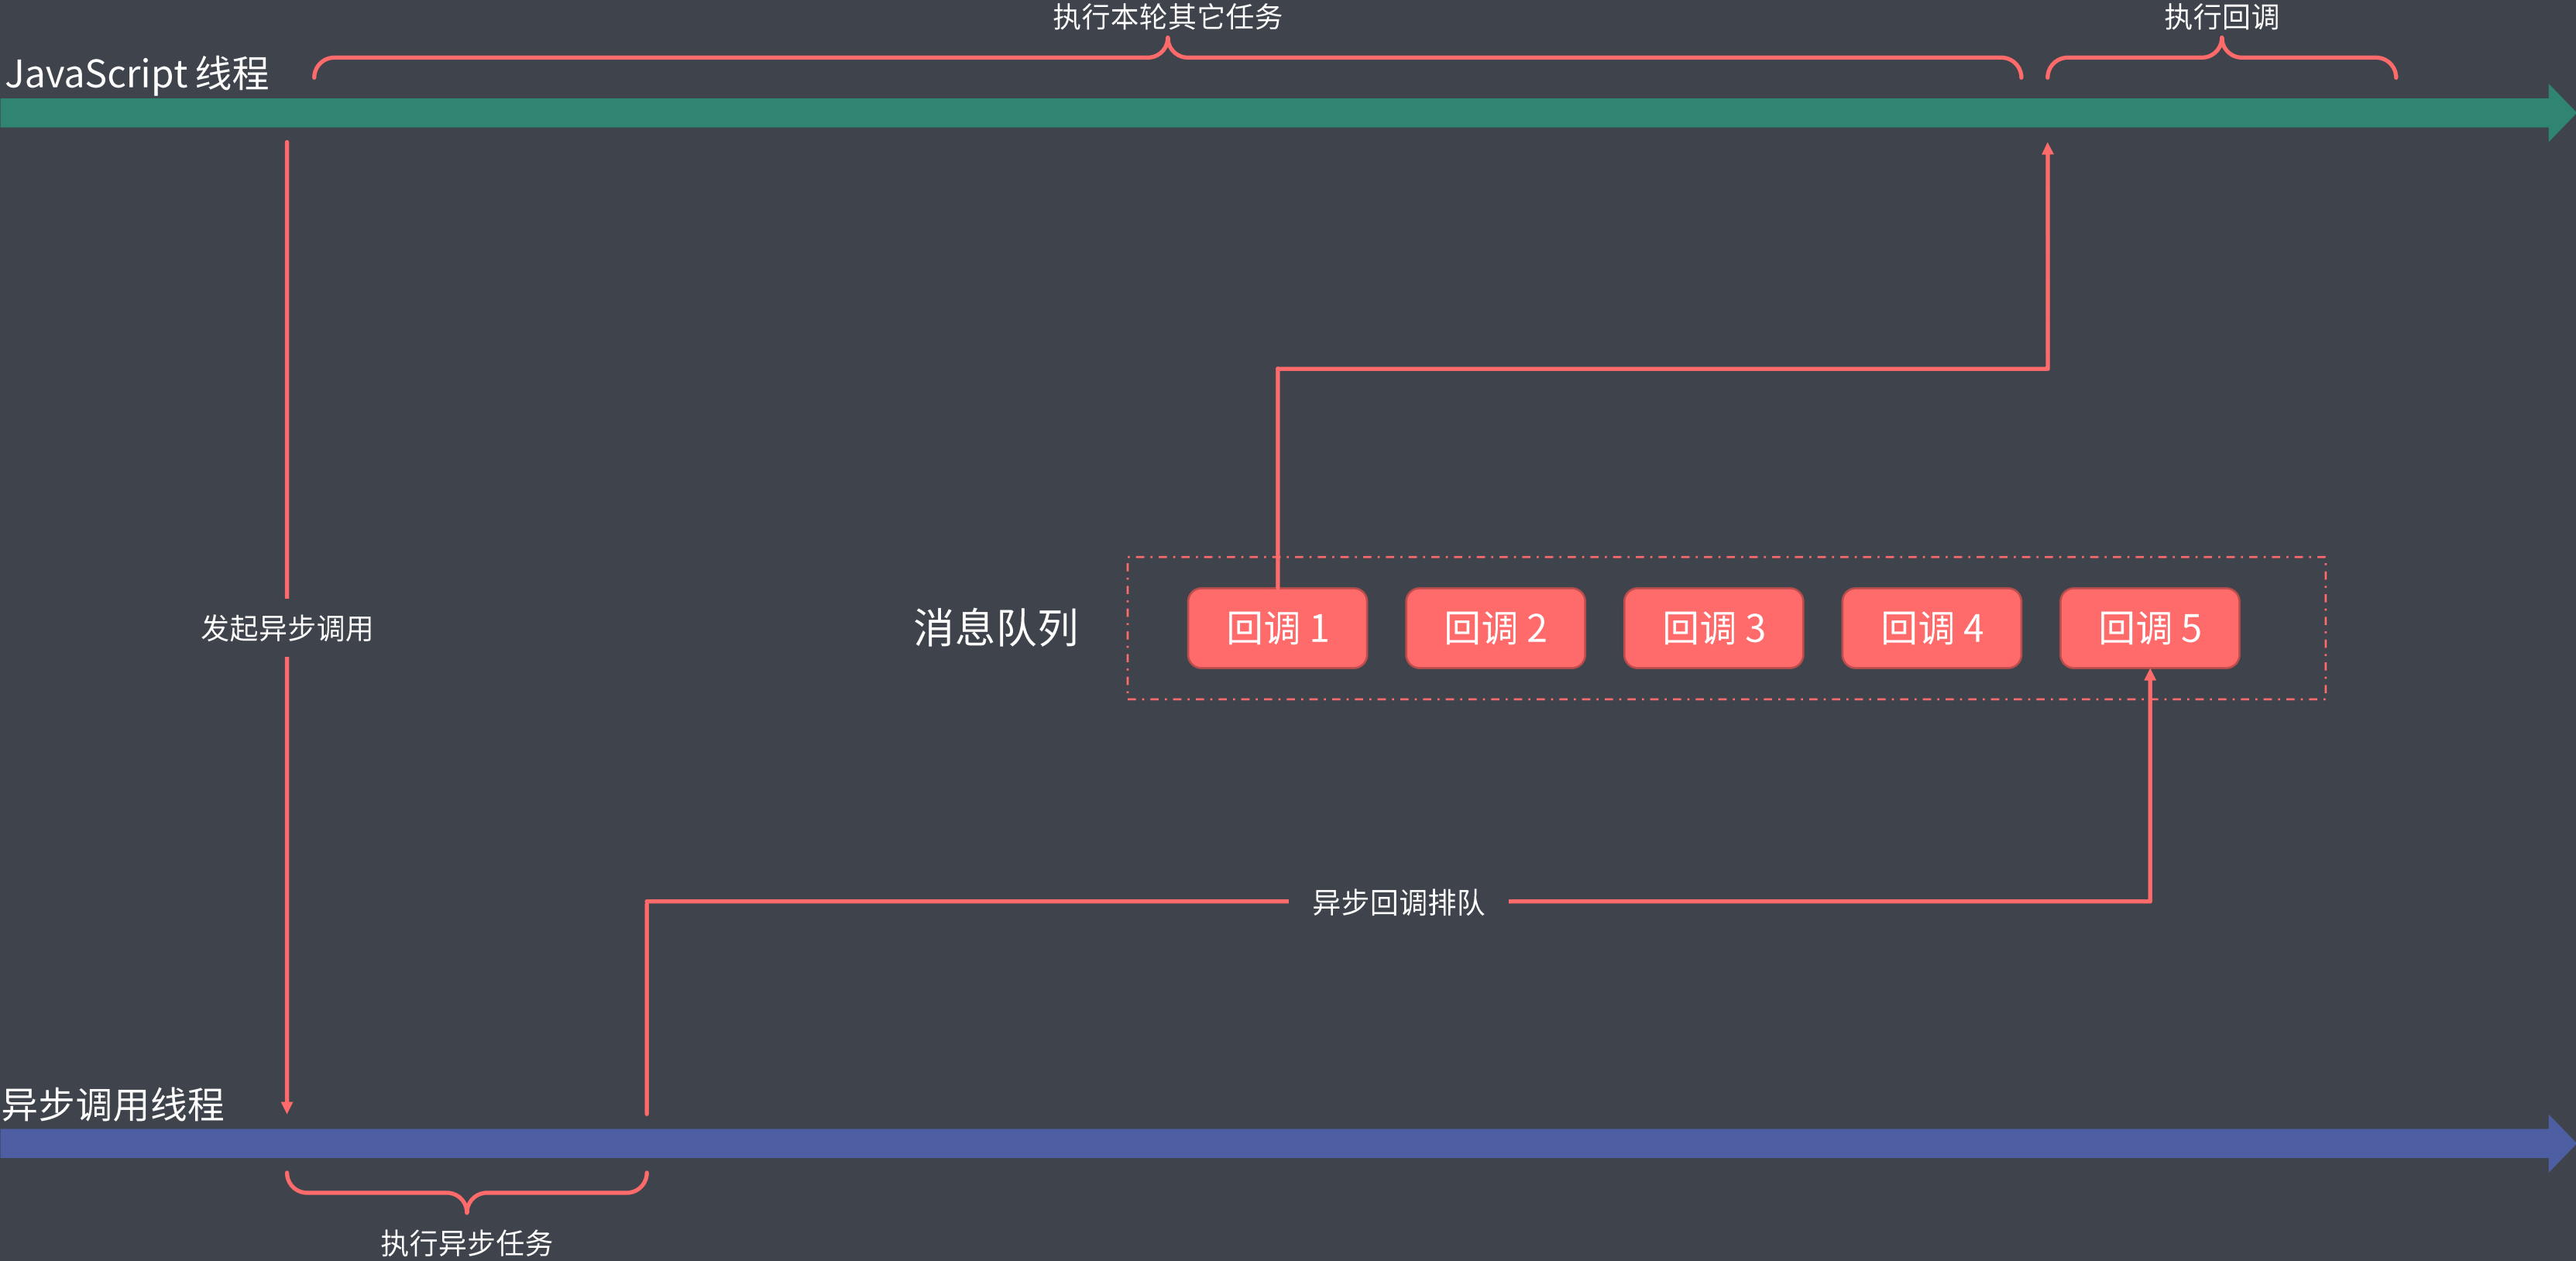 执行本轮其它任务
执行回调
JavaScript 线程
发起异步调用
消息队列
回调 1
回调 2
回调 3
回调 4
回调 5
异步回调排队
异步调用线程
执行异步任务